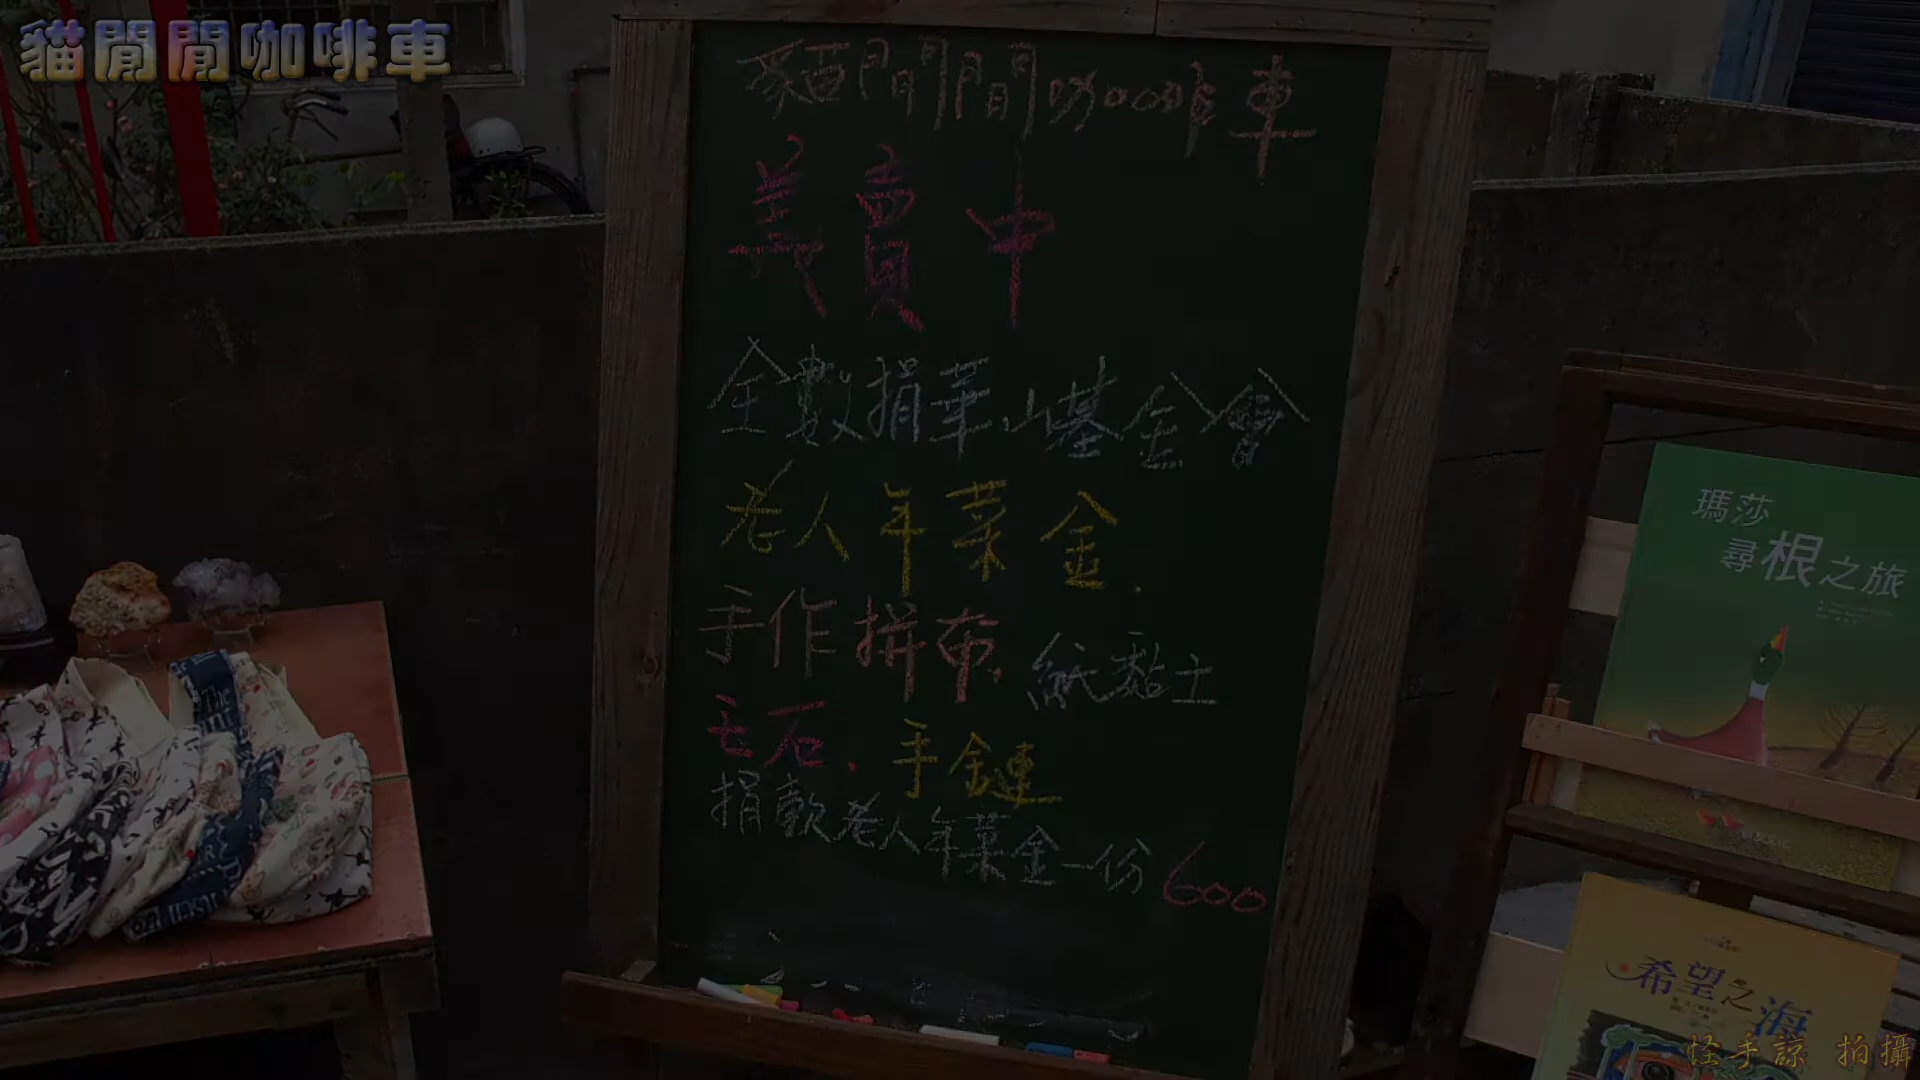 貓閒閒咖啡車
貓閒閒咖啡車
義賣中
全數捐華山基金會
老人年菜金.
手作拼布, 紙黏土
玉石. 手鍊
捐款老人年菜金一份 600
瑪莎
尋根之旅
希望之海
怪手諒 拍攝